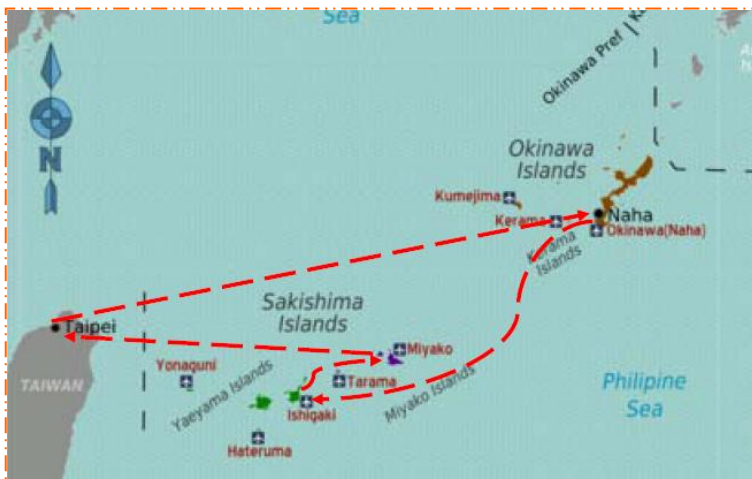 Sea
Okinawa Pref
N
Okinawa
Islands
Kumejima
Kerama
Naha
Okinawa(Naha)
Kerama
Islands
Sakishima
Islands
Taipei
Miyako
TAIWAN
Yonaguni
Yaeyama Islands
Tarama
Miyako Islands
Ishigaki
Philipine
Sea
Hateruma